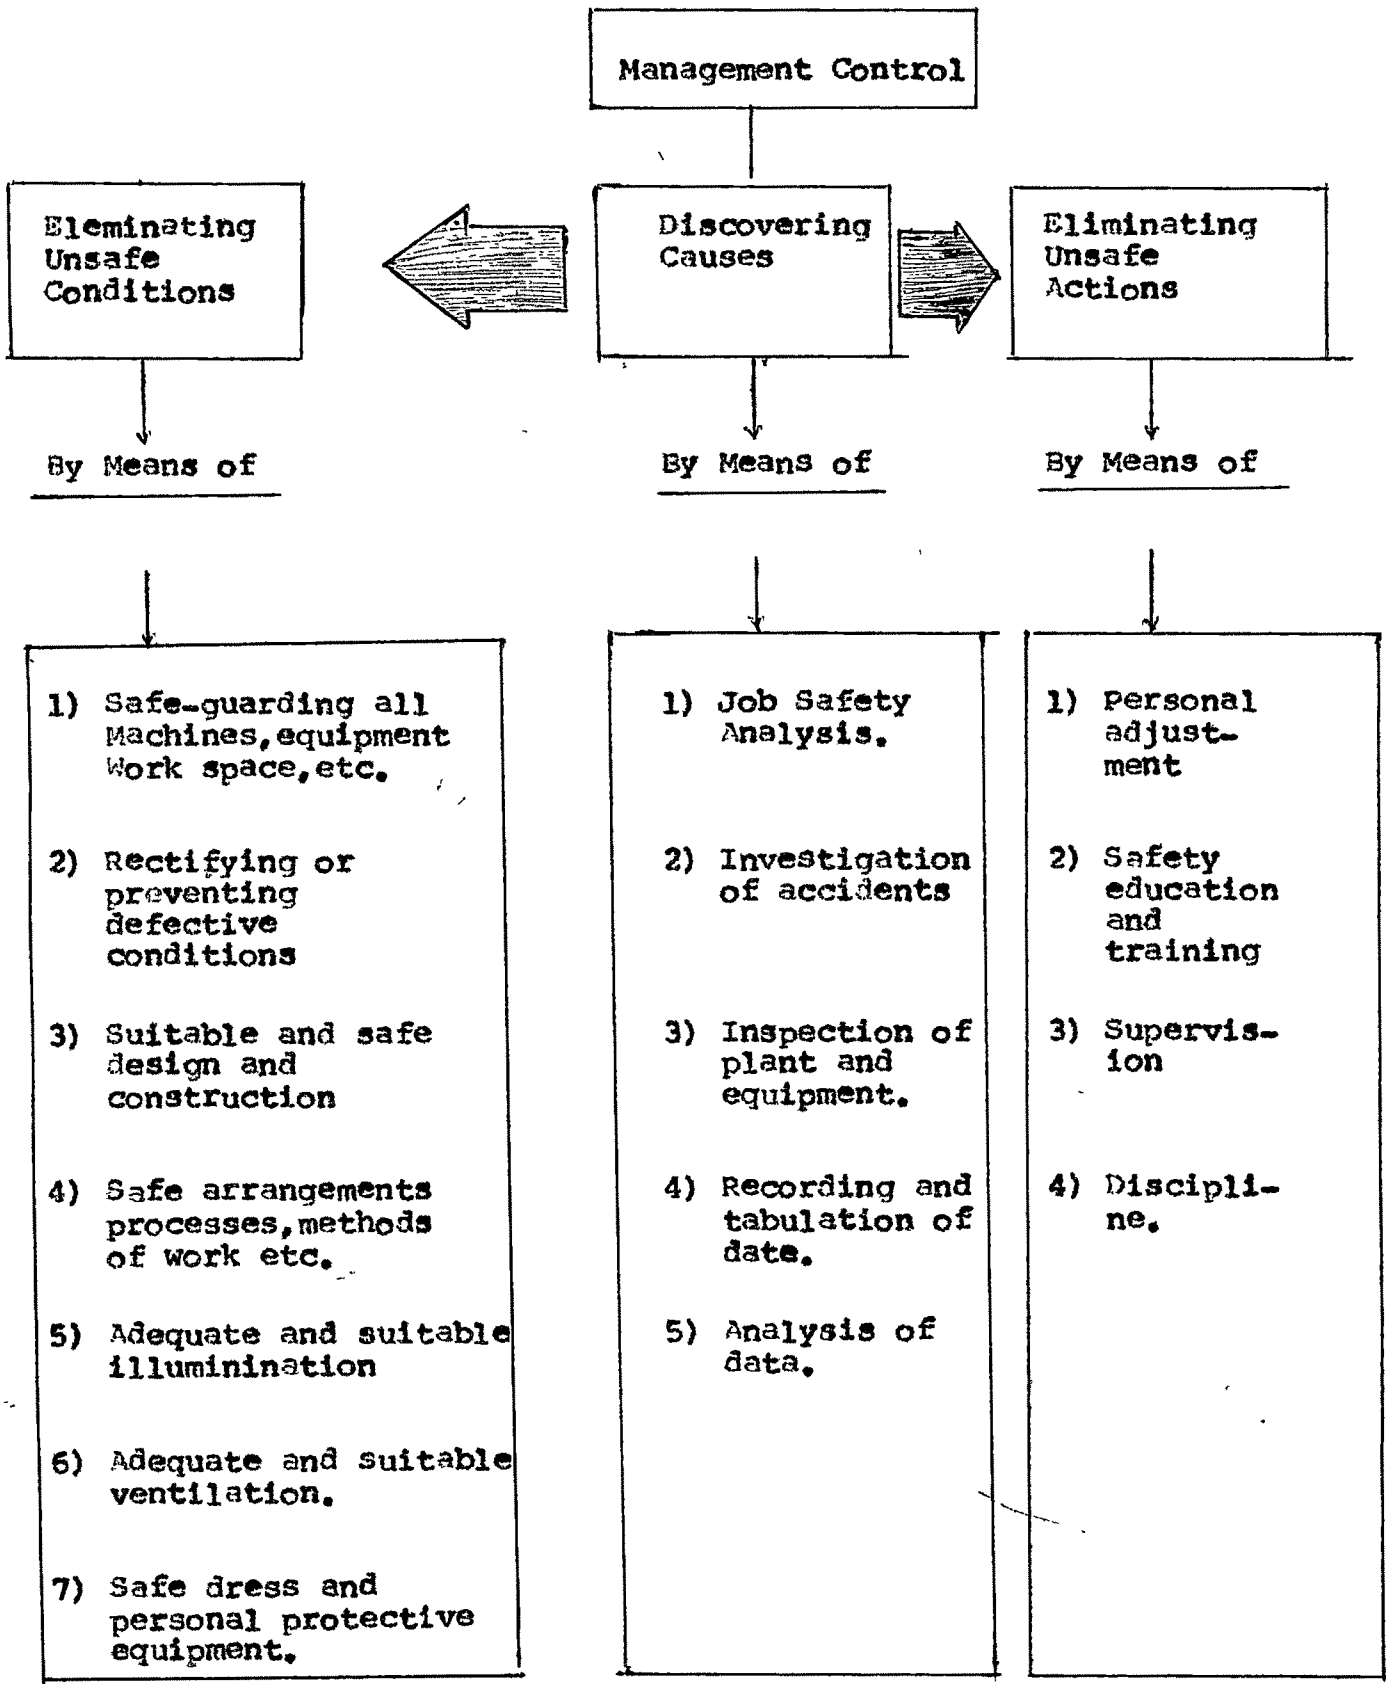 Management Control
Eleminating
Unsafe
Conditions
Discovering
Causes
Eliminating
Unsafe
Actions
By Means of
By Means of
By Means of
1) Safe-guarding all
Machines,equipment
Work space,etc.
2) Rectifying or
preventing
defective
conditions
3) Suitable and safe
design and
construction
4) Safe arrangements
processes,methods
of work etc.
5) Adequate and suitable
illuminination
6) Adequate and suitable
ventilation.
7) Safe dress and
personal protective
equipment.
1) Job Safety
Analysis.
2) Investigation
of accidents
3) Inspection of
plant and
equipment.
4) Recording and
tabulation of
date.
5) Analysis of
data.
1) Personal
adjust-
ment
2) Safety
education
and
training
3) Supervis-
ion
4) Discipli-
ne.